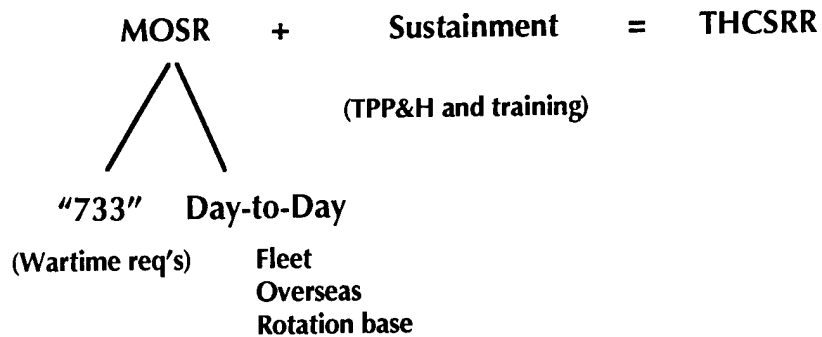 MOSR + Sustainment = THCSRR
(TPP&H and training)
"733" Day-to-Day
(Wartime req's) Fleet
Overseas
Rotation base